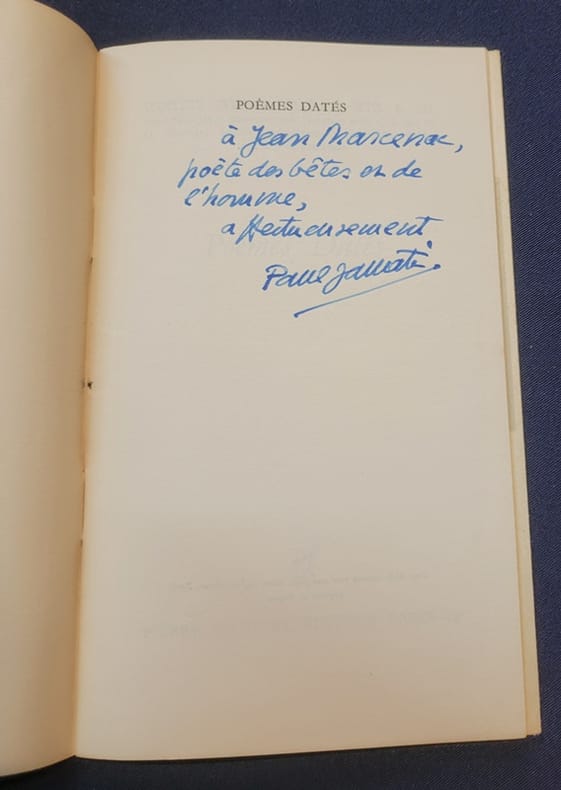 POÈMES DATÉS
à Jean Marcenac,
poète des bêtes et de
l'homme,
affectueusement
Paul Jamati.